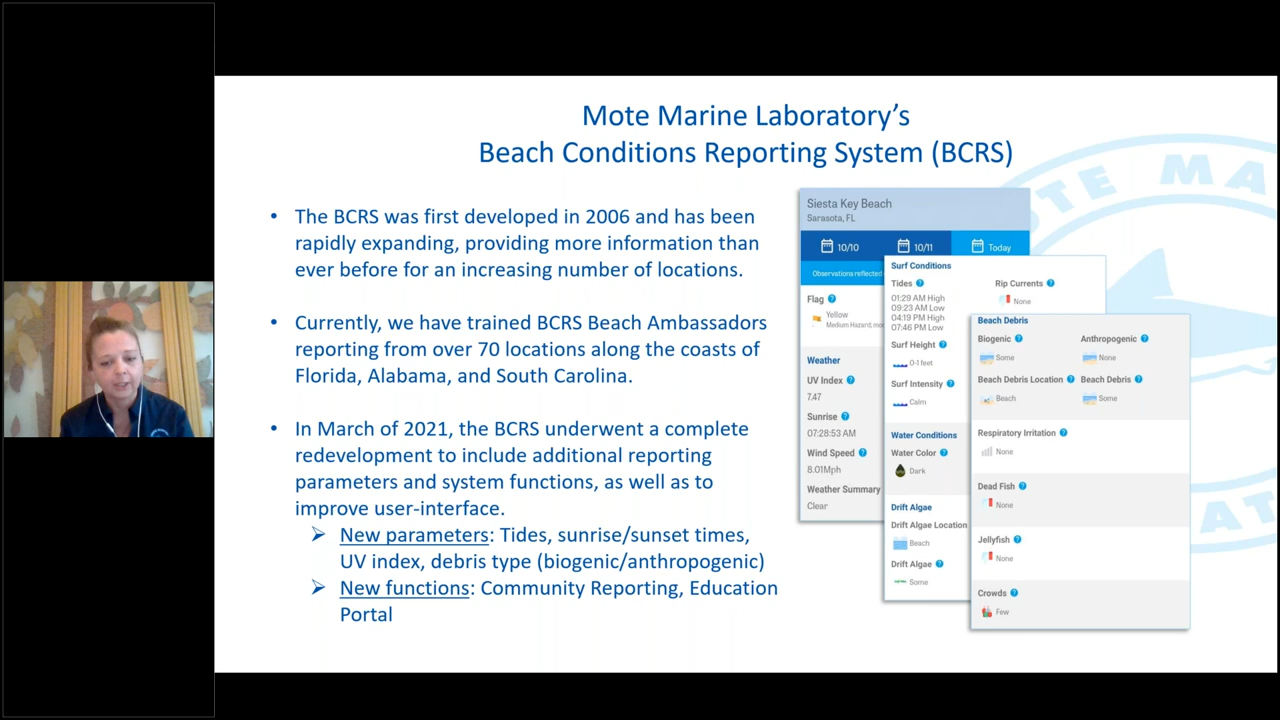 Mote Marine Laboratory’s
Beach Conditions Reporting System (BCRS)
• The BCRS was first developed in 2006 and has been
rapidly expanding, providing more information than
ever before for an increasing number of locations.
• Currently, we have trained BCRS Beach Ambassadors
reporting from over 70 locations along the coasts of
Florida, Alabama, and South Carolina.
• In March of 2021, the BCRS underwent a complete
redevelopment to include additional reporting
parameters and system functions, as well as to
improve user-interface.
➢ New parameters: Tides, sunrise/sunset times,
UV index, debris type (biogenic/anthropogenic)
➢ New functions: Community Reporting, Education
Portal
Siesta Key Beach
Sarasota, FL
10/10 10/11 Today
Observations reflected
Flag
Yellow
Medium Hazard; mo
Weather
UV Index
7.47
Sunrise
07:28:53 AM
Wind Speed
8.01Mph
Weather Summary
Clear
Surf Conditions
Tides
01:29 AM High
09:23 AM Low
04:19 PM High
07:46 PM Low
Rip Currents
None
Surf Height
0-1 feet
Surf Intensity
Calm
Water Conditions
Water Color
Dark
Drift Algae
Drift Algae Location
Beach
Drift Algae
Some
Beach Debris
Biogenic Anthropogenic
Some None
Beach Debris Location Beach Debris
Beach Some
Respiratory Irritation
None
Dead Fish
None
Jellyfish
None
Crowds
Few
TE MA
AT